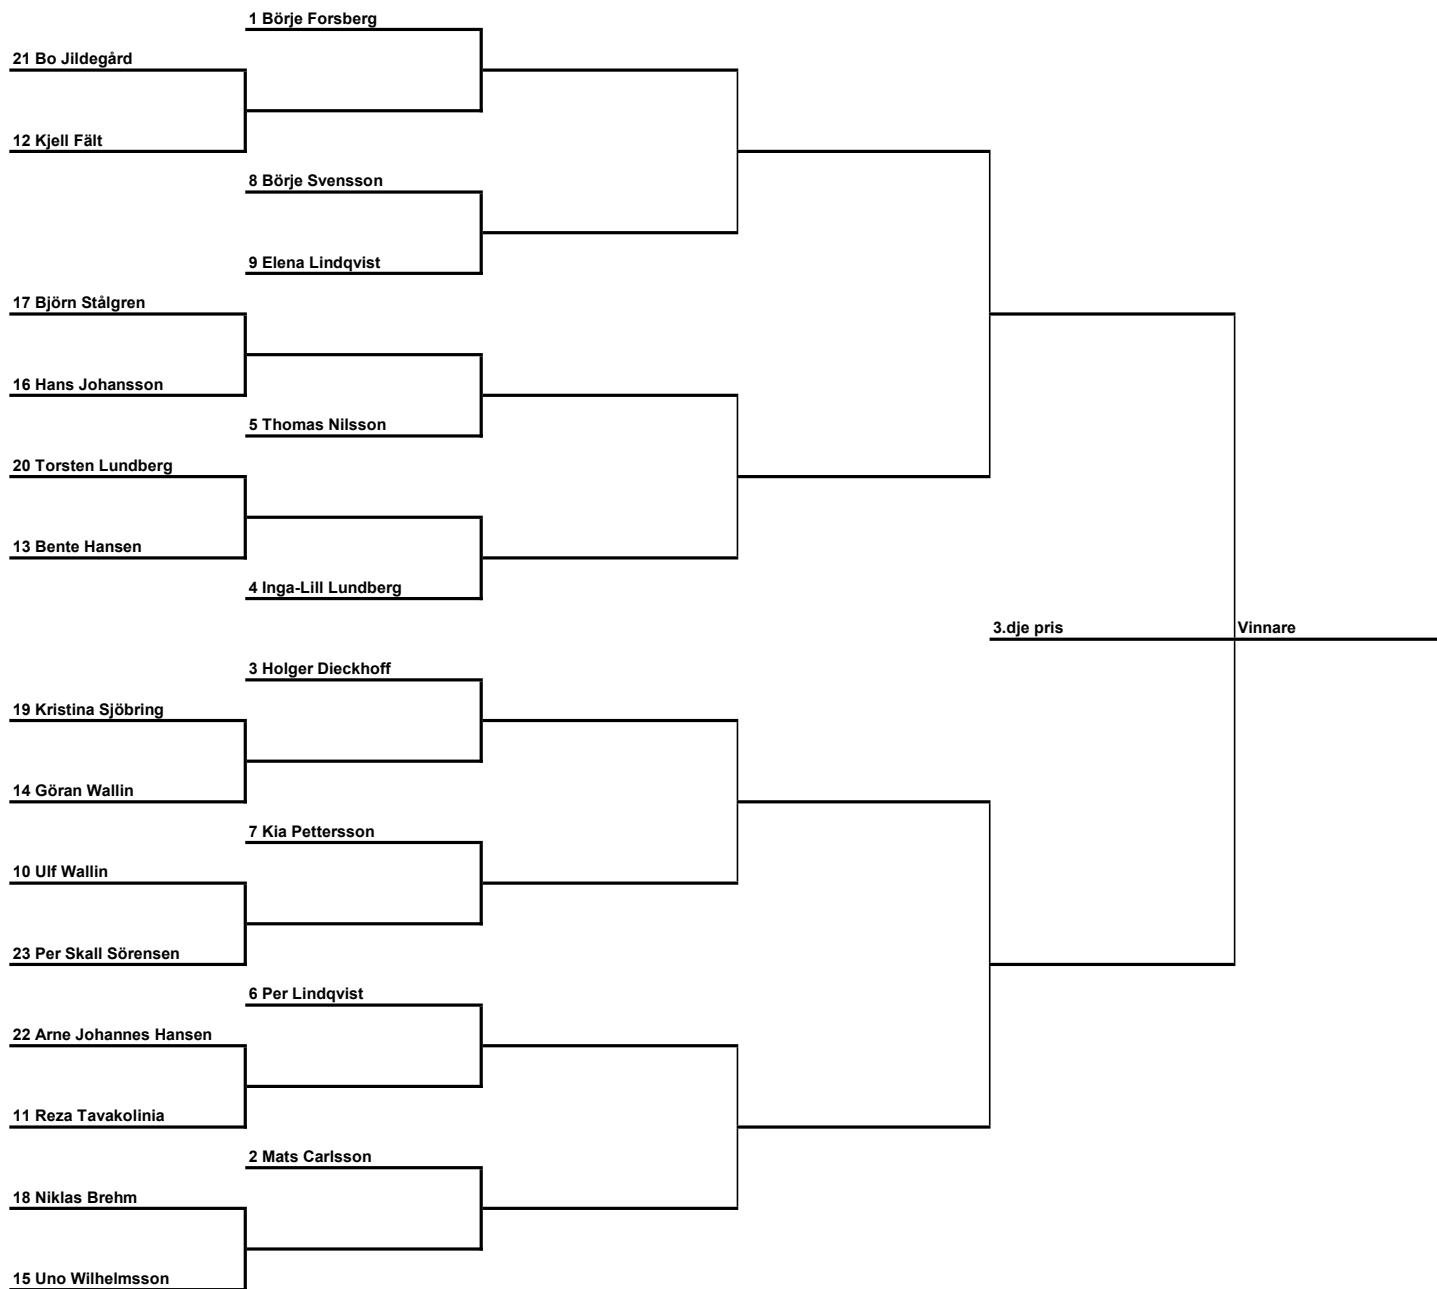 1 Börje Forsberg
21 Bo Jildegård
12 Kjell Fält
8 Börje Svensson
9 Elena Lindqvist
17 Björn Stålgren
16 Hans Johansson
5 Thomas Nilsson
20 Torsten Lundberg
13 Bente Hansen
4 Inga-Lill Lundberg
3.dje pris
Vinnare
3 Holger Dieckhoff
19 Kristina Sjöbring
14 Göran Wallin
7 Kia Pettersson
10 Ulf Wallin
23 Per Skall Sörensen
6 Per Lindqvist
22 Arne Johannes Hansen
11 Reza Tavakolinia
2 Mats Carlsson
18 Niklas Brehm
15 Uno Wilhelmsson